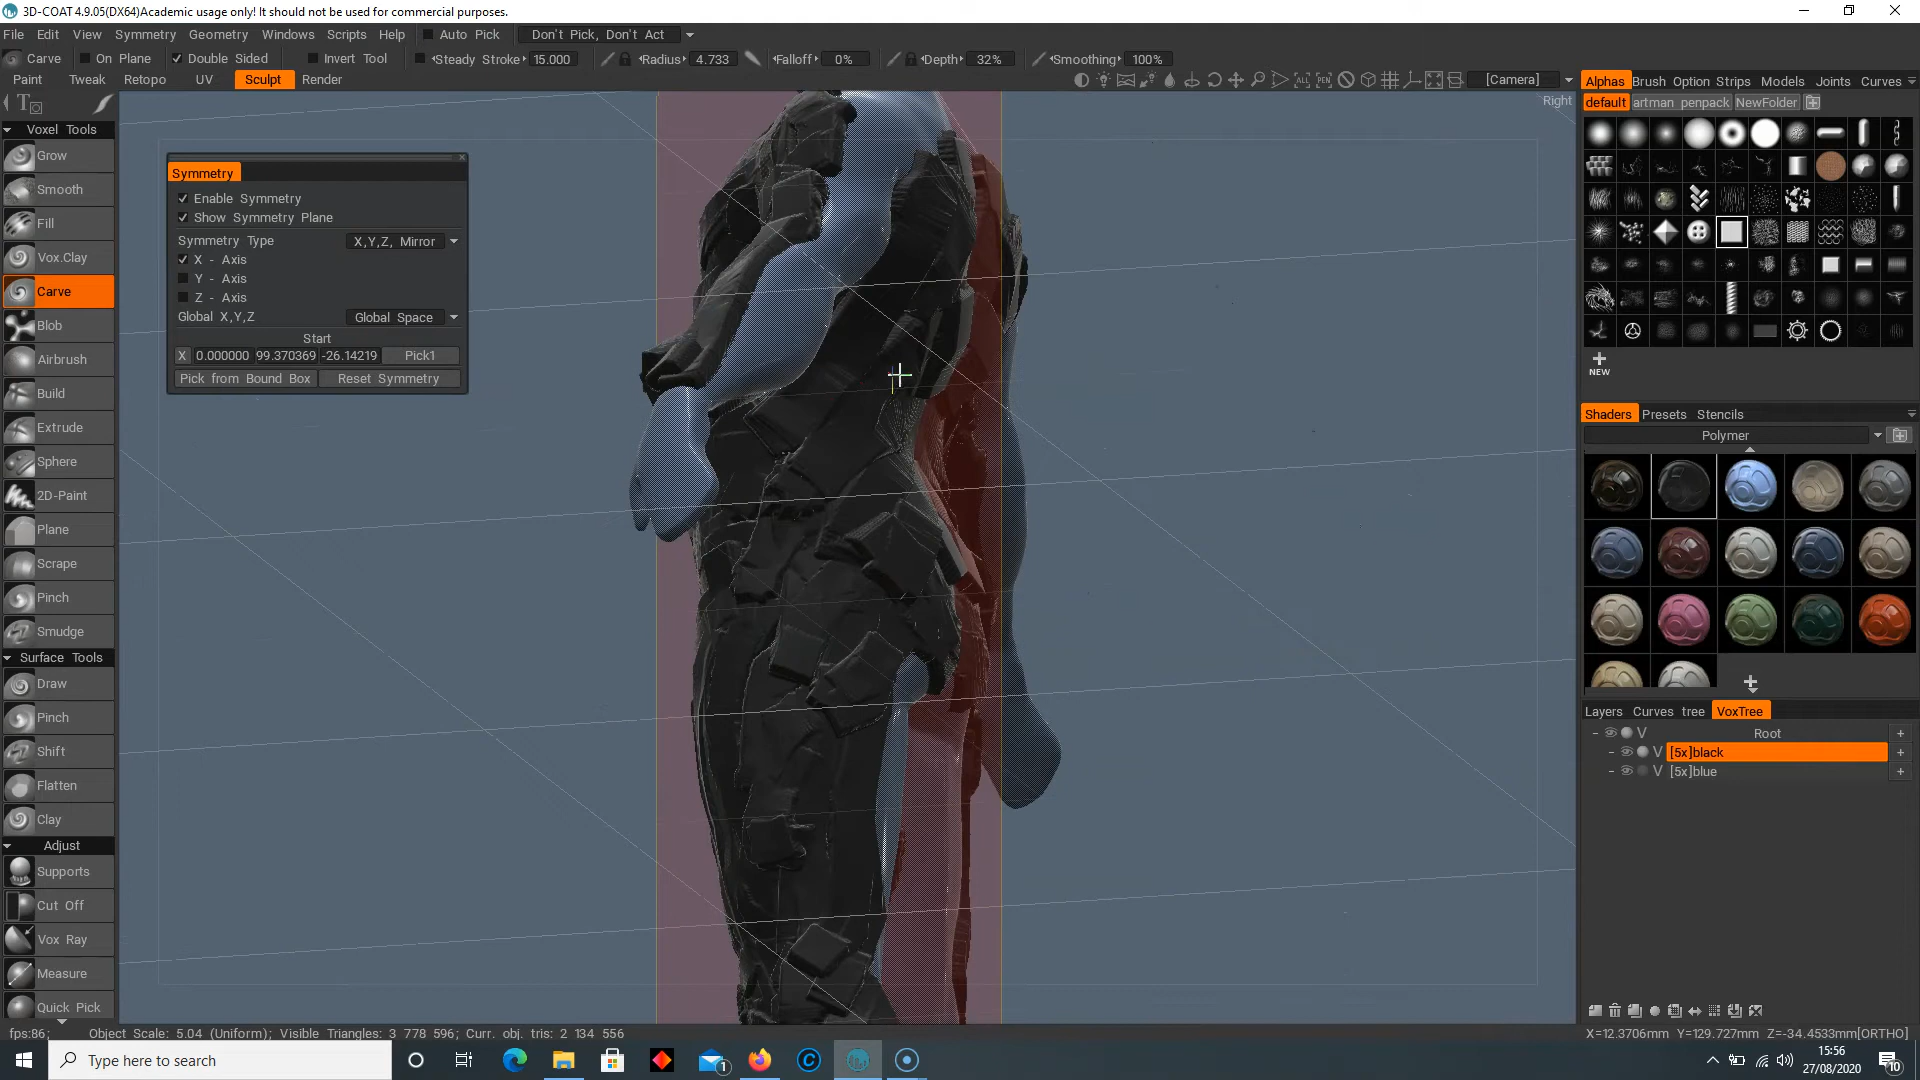 3D-COAT 4.9.05(DX64)Academic usage only! It should not be used for commercial purposes.
File Edit View Symmetry Geometry Windows Scripts Help Auto Pick Don't Pick, Don't Act
Carve On Plane Double Sided Invert Tool Steady Stroke 15.000 Radius 4.733 Falloff 0% Depth 32% Smoothing 100%
Paint Tweak Retopo UV Sculpt Render [Camera]
Alphas Brush Option Strips Models Joints Curves
default artman penpack NewFolder
Right
ALL PEN
Voxel Tools
Grow
Smooth
Fill
Vox.Clay
Carve
Blob
Airbrush
Build
Extrude
Sphere
2D-Paint
Plane
Scrape
Pinch
Smudge
Surface Tools
Draw
Pinch
Shift
Flatten
Clay
Adjust
Supports
Cut Off
Vox Ray
Measure
Quick Pick
Symmetry
Enable Symmetry
Show Symmetry Plane
Symmetry Type X,Y,Z, Mirror
X - Axis
Y - Axis
Z - Axis
Global X,Y,Z Global Space
Start
X 0.000000 99.370369 -26.14219 Pick1
Pick from Bound Box Reset Symmetry
NEW
Shaders Presets Stencils
Polymer
Layers Curves tree VoxTree
V Root +
V [5x]black +
V [5x]blue +
fps:86; Object Scale: 5.04 (Uniform); Visible Triangles: 3 778 596; Curr. obj. tris: 2 134 556
X=12.3706mm Y=129.727mm Z=-34.4533mm[ORTHO]
Type here to search
1
15:56
27/08/2020
10